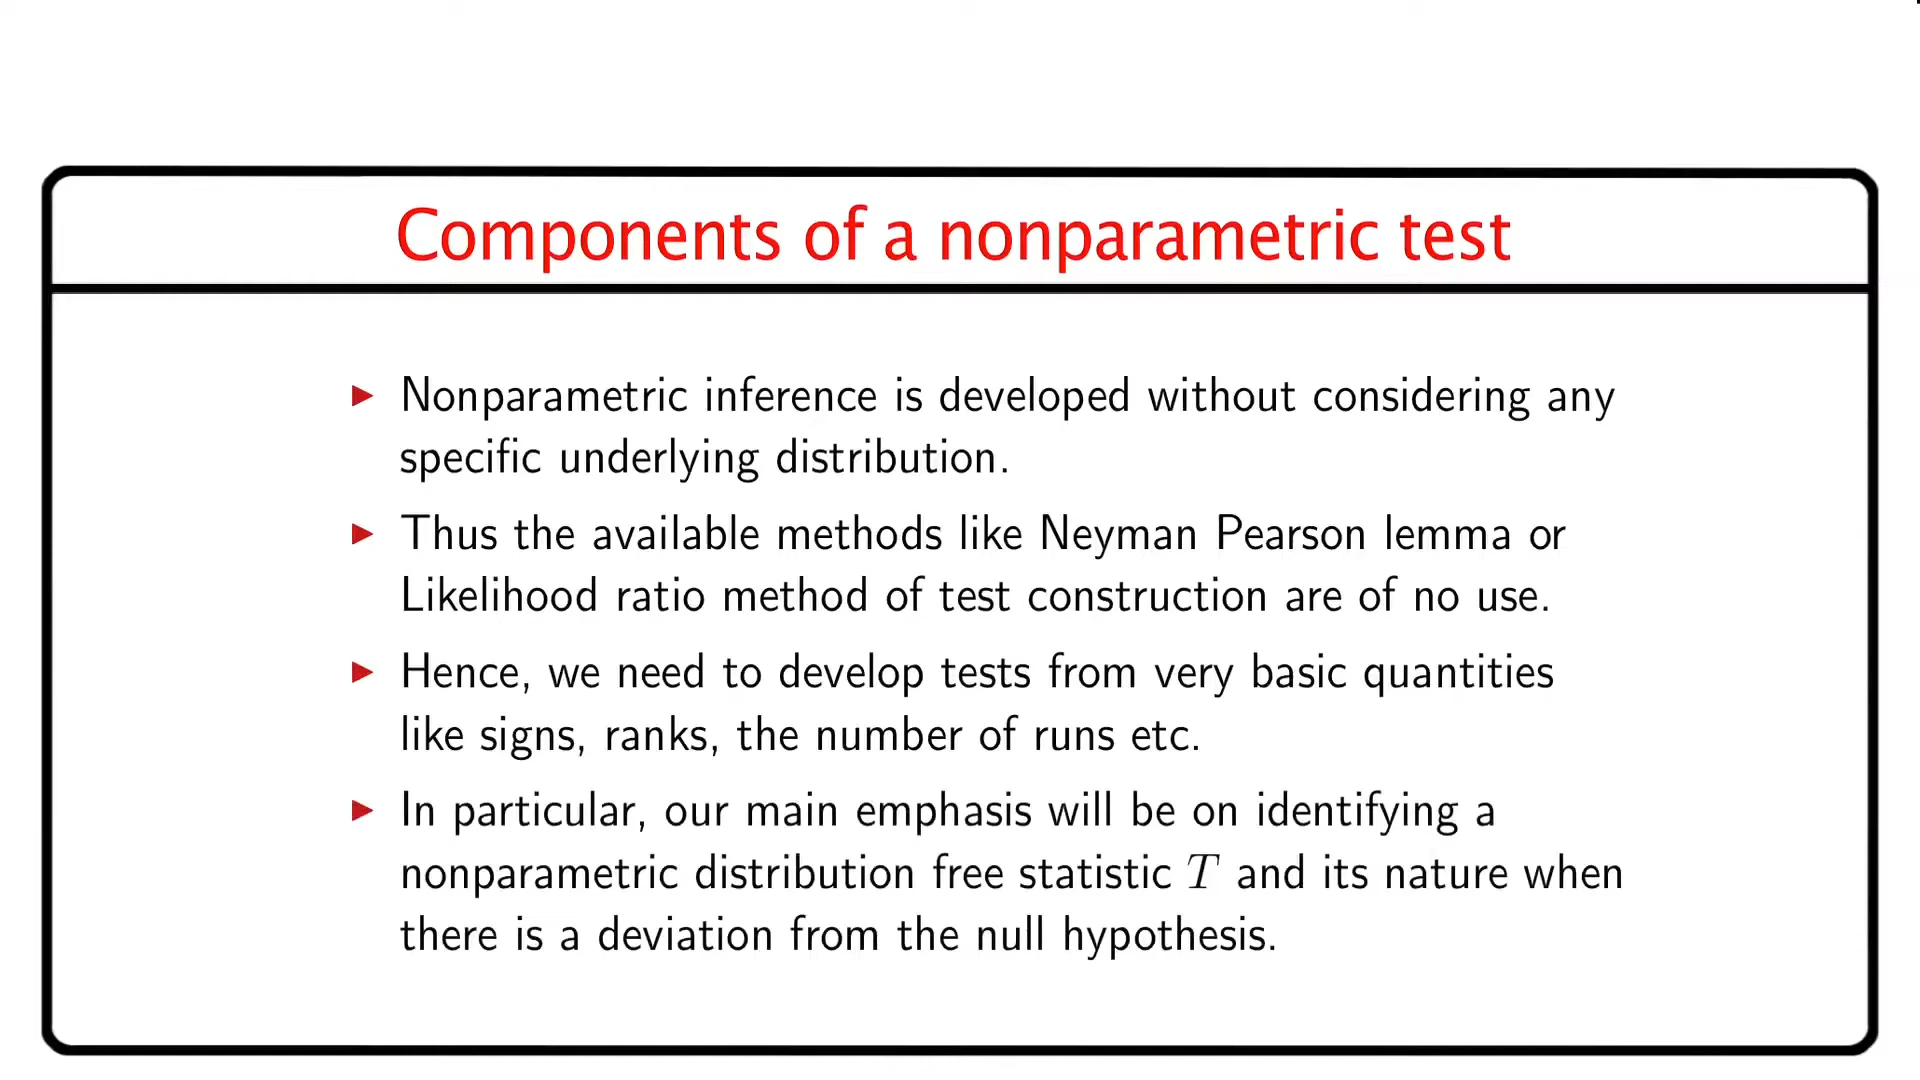 Components of a nonparametric test
▶ Nonparametric inference is developed without considering any
specific underlying distribution.
▶ Thus the available methods like Neyman Pearson lemma or
Likelihood ratio method of test construction are of no use.
▶ Hence, we need to develop tests from very basic quantities
like signs, ranks, the number of runs etc.
▶ In particular, our main emphasis will be on identifying a
nonparametric distribution free statistic T and its nature when
there is a deviation from the null hypothesis.